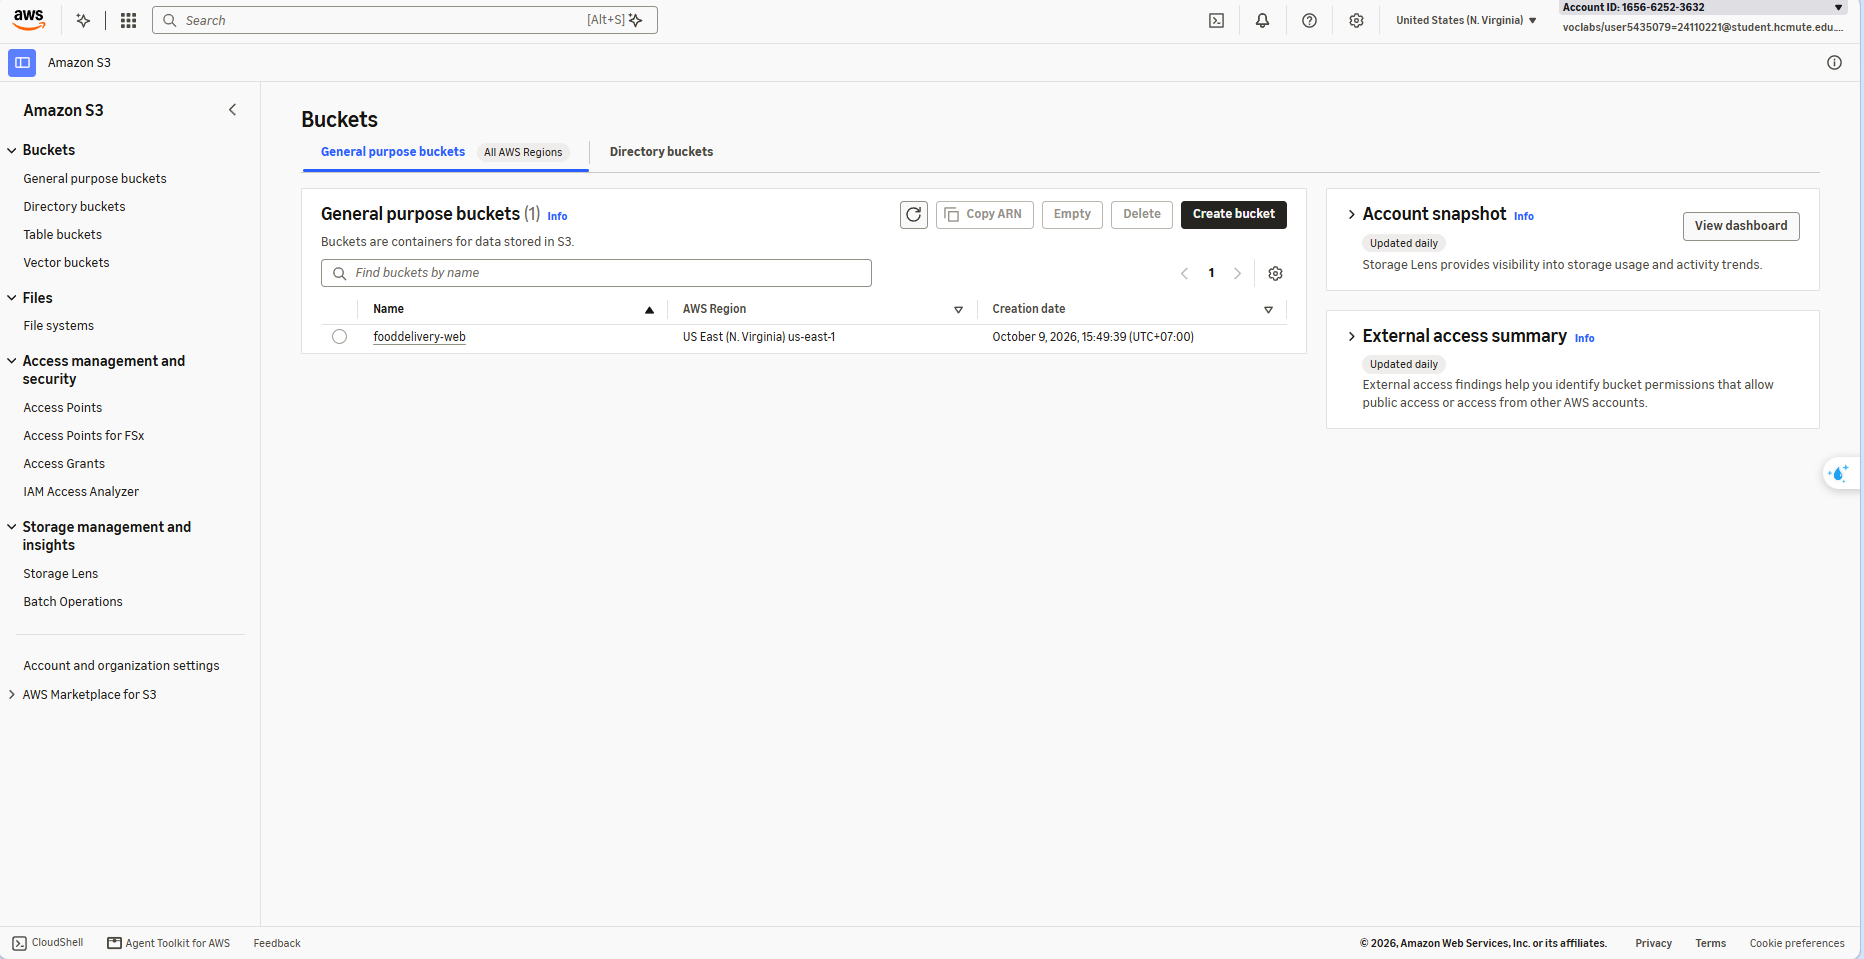 aws
Search
[Alt+S]
United States (N. Virginia)
Account ID: 1656-6252-3632
voclabs/user5435079=24110221@student.hcmute.edu....
Amazon S3
Amazon S3
Buckets
General purpose buckets
Directory buckets
Table buckets
Vector buckets
Files
File systems
Access management and
security
Access Points
Access Points for FSx
Access Grants
IAM Access Analyzer
Storage management and
insights
Storage Lens
Batch Operations
Account and organization settings
AWS Marketplace for S3
Buckets
General purpose buckets All AWS Regions
Directory buckets
General purpose buckets (1) Info
Copy ARN
Empty
Delete
Create bucket
Buckets are containers for data stored in S3.
Find buckets by name
1
Name AWS Region Creation date
fooddelivery-web US East (N. Virginia) us-east-1 October 9, 2026, 15:49:39 (UTC+07:00)
Account snapshot Info
View dashboard
Updated daily
Storage Lens provides visibility into storage usage and activity trends.
External access summary Info
Updated daily
External access findings help you identify bucket permissions that allow
public access or access from other AWS accounts.
CloudShell
Agent Toolkit for AWS
Feedback
© 2026, Amazon Web Services, Inc. or its affiliates.
Privacy
Terms
Cookie preferences